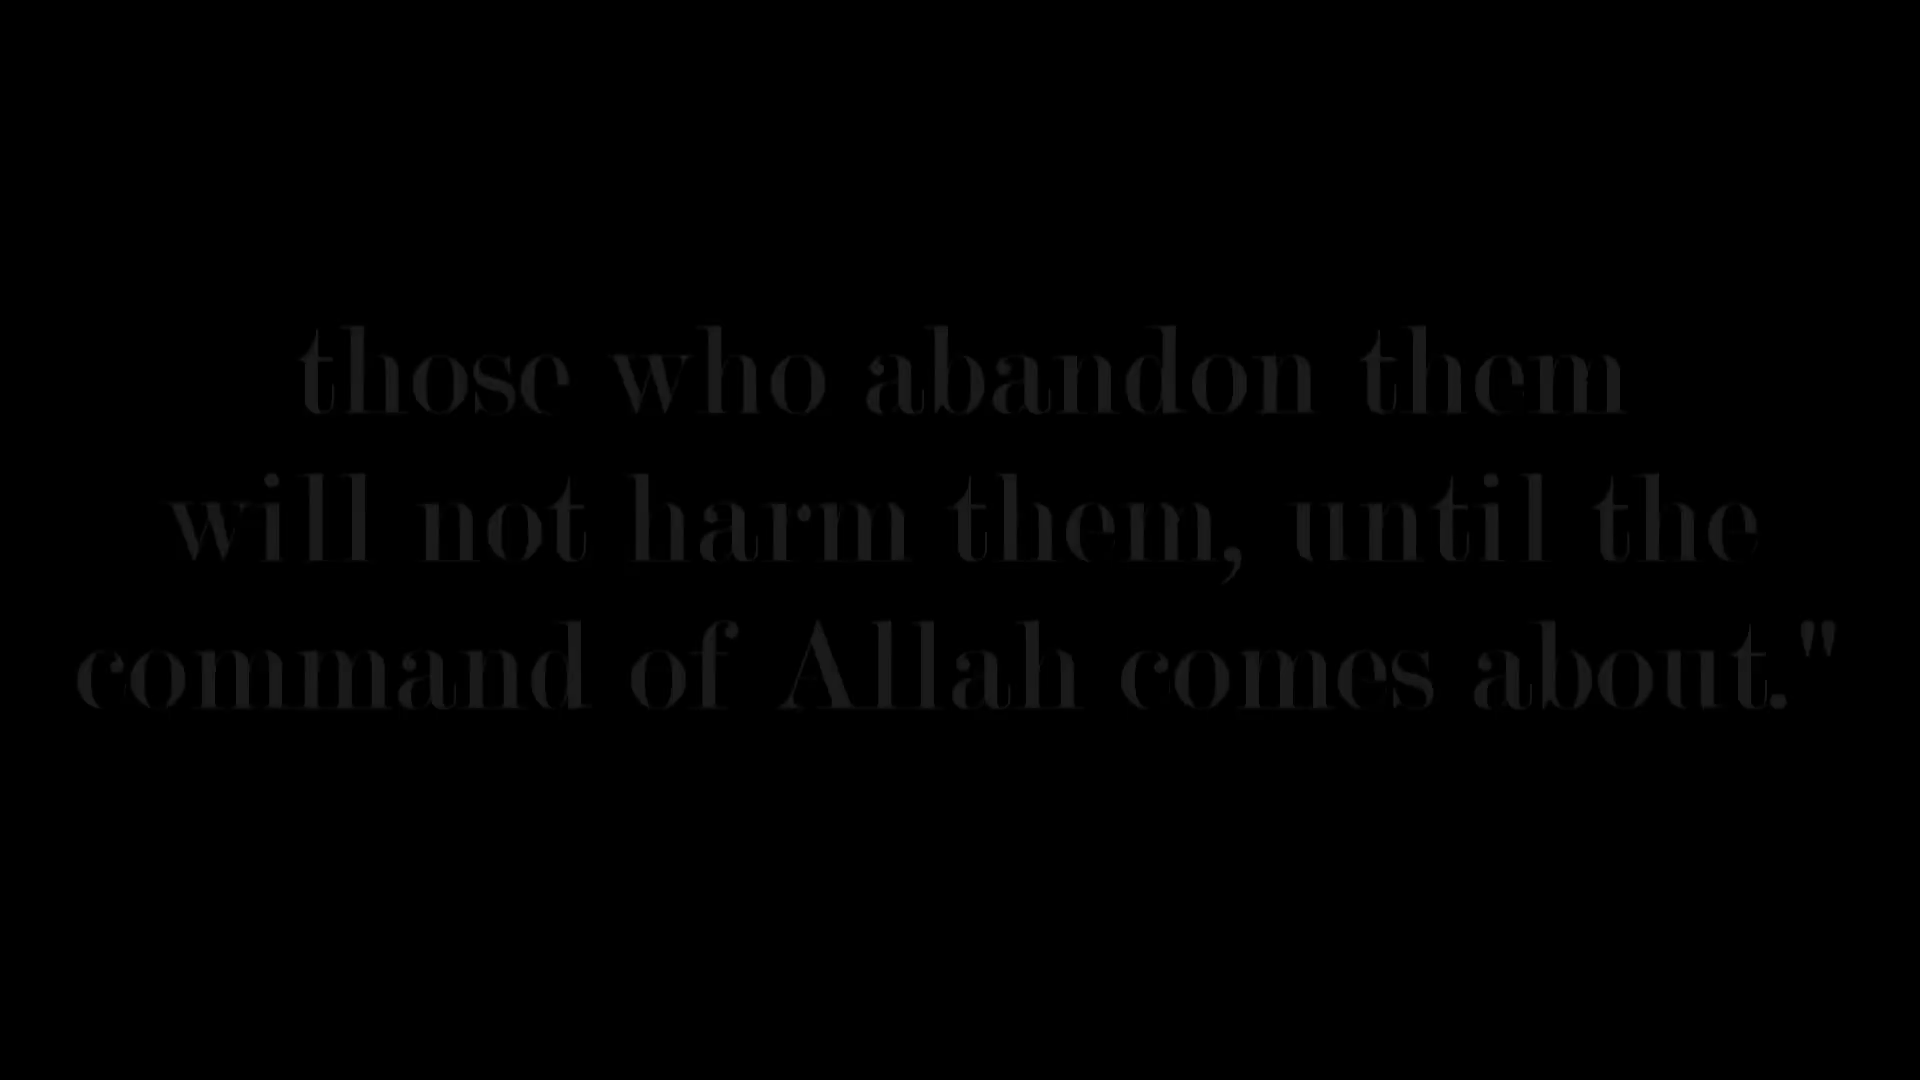 those who abandon them
will not harm them, until the
command of Allah comes about."